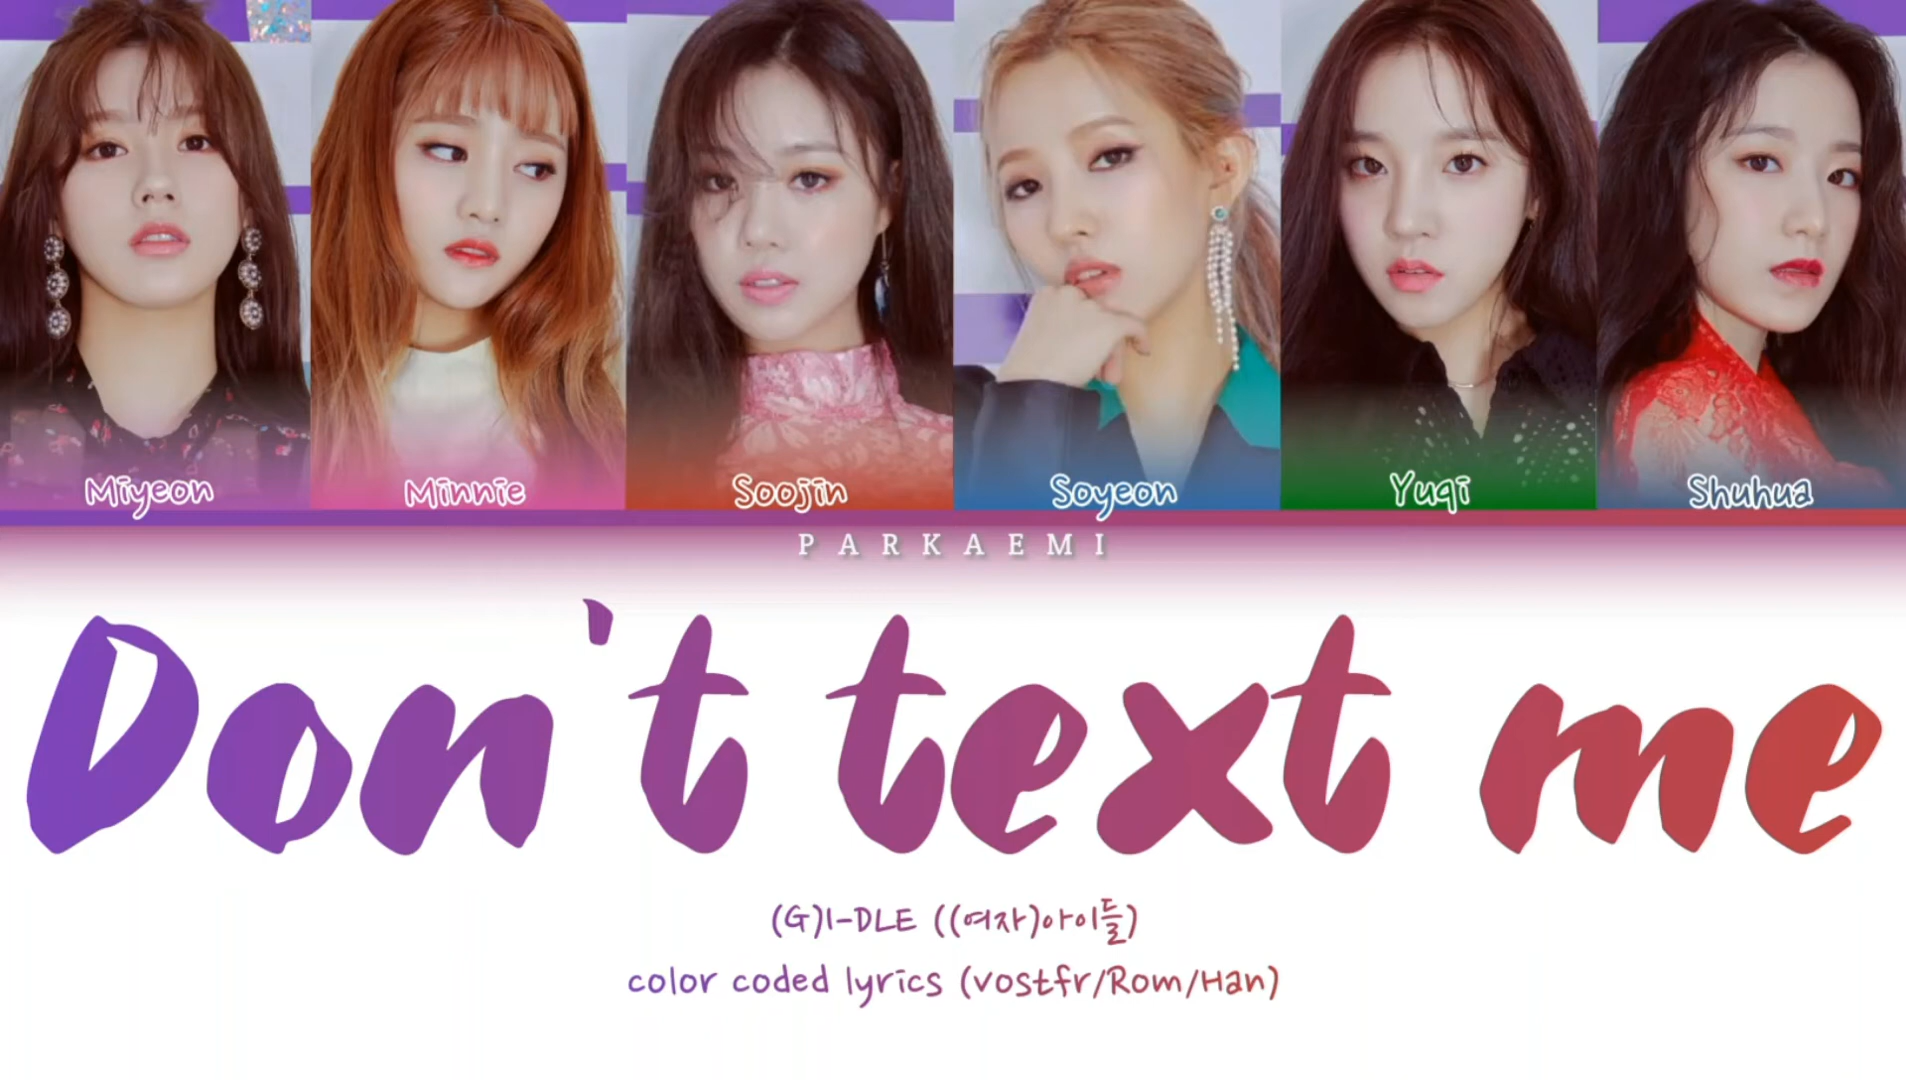 Miyeon Minnie Soojin Soyeon Yuqi Shuhua
PARKAEMI
Don't text me
(G)I-DLE ((여자)아이들)
color coded lyrics (vostfr/Rom/Han)